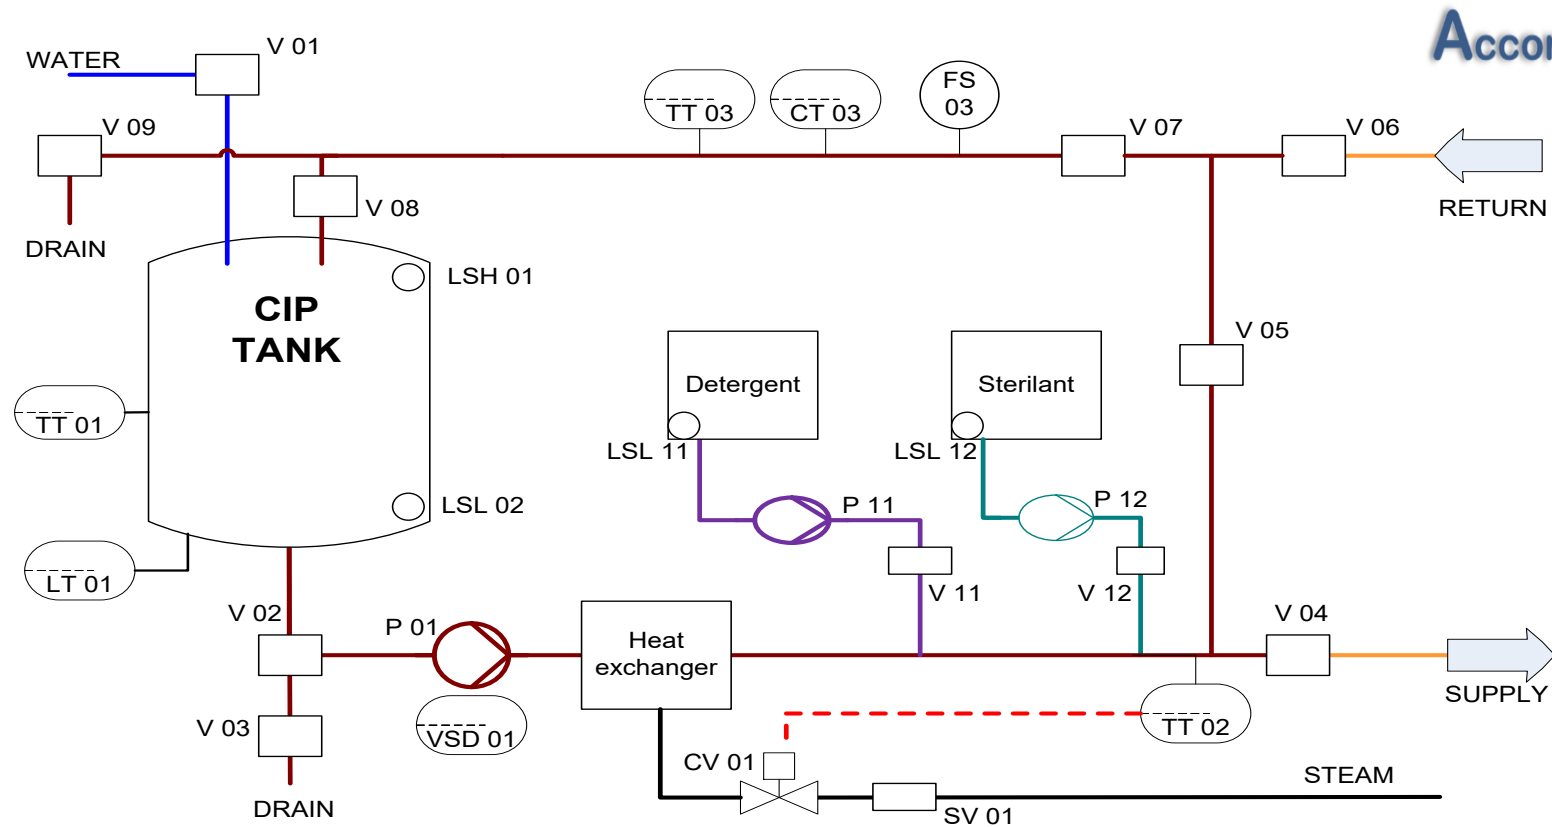 Accor
WATER
V 01
V 09
TT 03
CT 03
FS
03
V 07
V 06
V 08
RETURN
DRAIN
LSH 01
CIP
TANK
V 05
Detergent
Sterilant
TT 01
LSL 11
LSL 12
LSL 02
P 11
P 12
LT 01
V 11
V 12
V 02
P 01
Heat
exchanger
V 04
SUPPLY
V 03
VSD 01
TT 02
CV 01
STEAM
DRAIN
SV 01